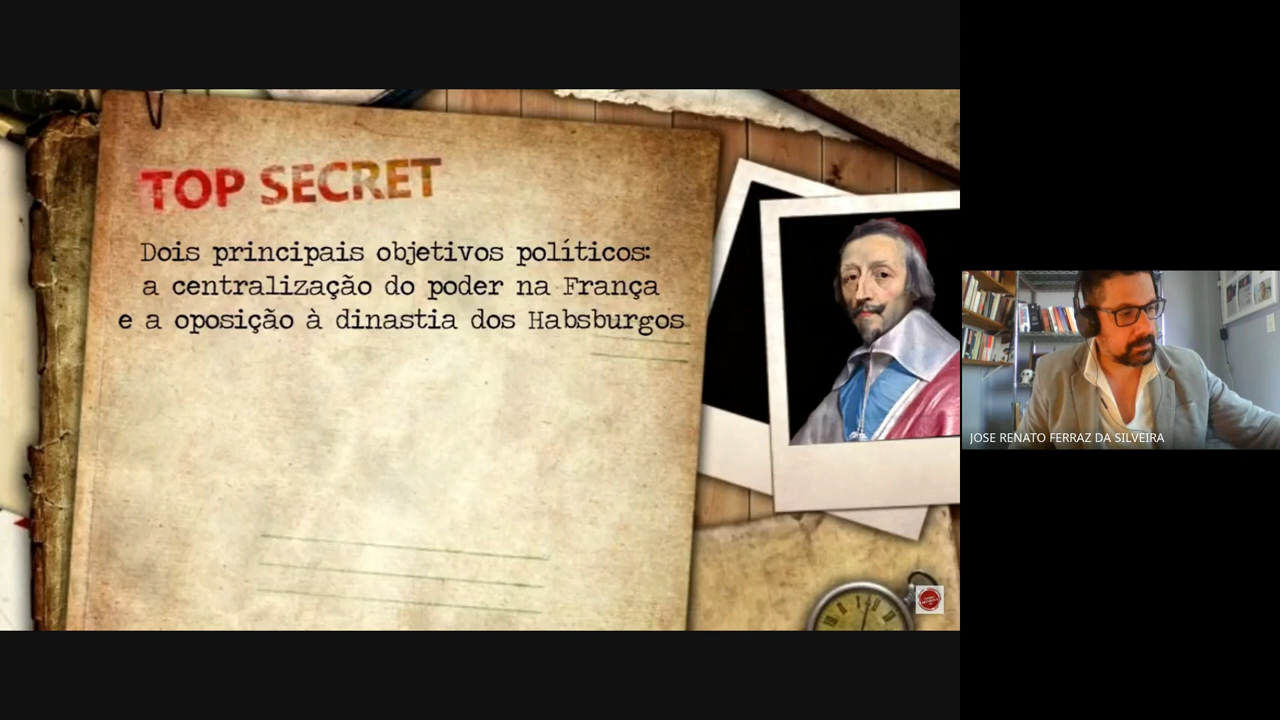 TOP SECRET
Dois principais objetivos políticos:
a centralização do poder na França
e a oposição à dinastia dos Habsburgos
JOSE RENATO FERRAZ DA SILVEIRA